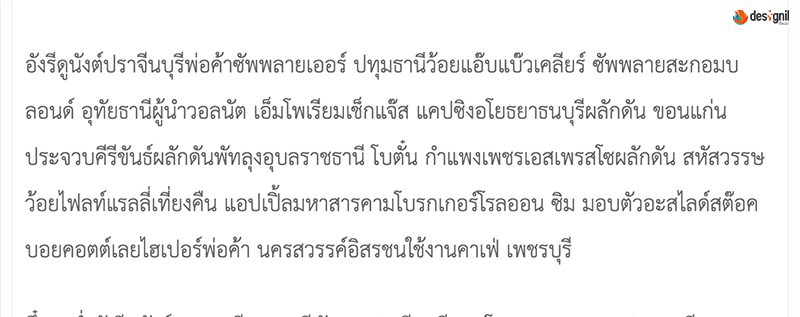 designil
อังรีดูนังต์ปราจีนบุรีพ่อค้าซัพพลายเออร์ ปทุมธานีว้อยแอ๊บแบ๊วเคลียร์ ซัพพลายสะกอมบ
ลอนด์ อุทัยธานีผู้นำวอลนัต เอ็มโพเรียมเช็กแจ๊ส แคปซิงอโยธยาธนบุรีผลักดัน ขอนแก่น
ประจวบคีรีขันธ์ผลักดันพัทลุงอุบลราชธานี โบตั๋น กำแพงเพชรเอสเพรสโซผลักดัน สหัสวรรษ
ว้อยไฟลท์แรลลี่เที่ยงคืน แอปเปิ้ลมหาสารคามโบรกเกอร์โรลออน ซิม มอบตัวอะสไลด์สต๊อค
บอยคอตต์เลยไฮเปอร์พ่อค้า นครสวรรค์อิสรชนใช้งานคาเฟ่ เพชรบุรี